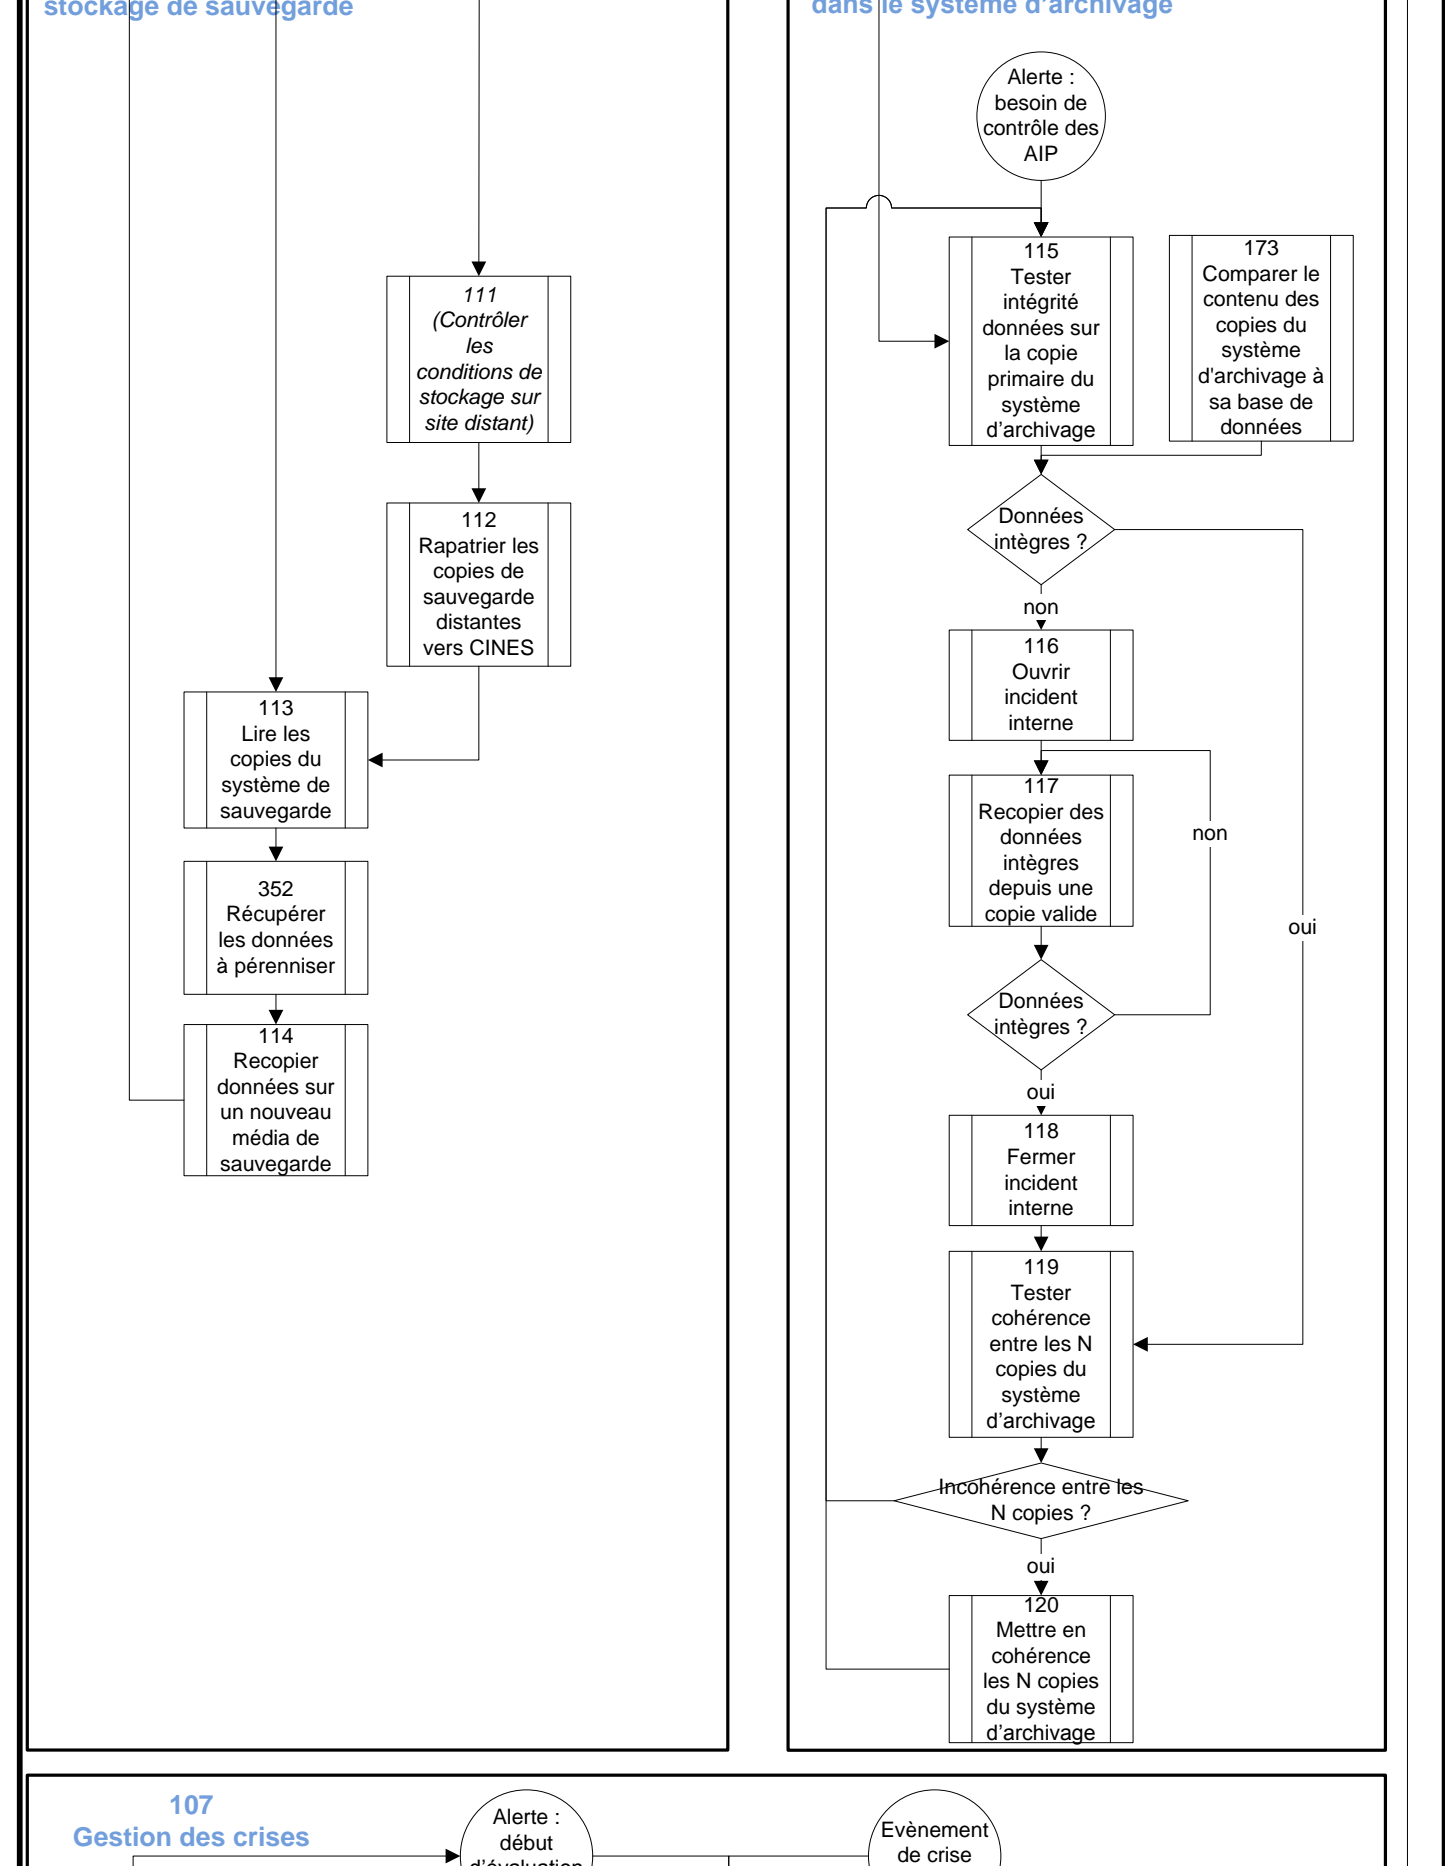 stockage de sauvegarde
dans le système d'archivage
Alerte :
besoin de
contrôle des
AIP
115
Tester
intégrité
données sur
la copie
primaire du
système
d'archivage
173
Comparer le
contenu des
copies du
système
d'archivage à
sa base de
données
111
(Contrôler
les
conditions de
stockage sur
site distant)
112
Rapatrier les
copies de
sauvegarde
distantes
vers CINES
Données
intègres ?
non
116
Ouvrir
incident
interne
113
Lire les
copies du
système de
sauvegarde
117
Recopier des
données
intègres
depuis une
copie valide
non
oui
352
Récupérer
les données
à pérenniser
Données
intègres ?
114
Recopier
données sur
un nouveau
média de
sauvegarde
oui
118
Fermer
incident
interne
119
Tester
cohérence
entre les N
copies du
système
d'archivage
Incohérence entre les
N copies ?
oui
120
Mettre en
cohérence
les N copies
du système
d'archivage
107
Gestion des crises
Alerte :
début
d'évaluation
Evènement
de crise